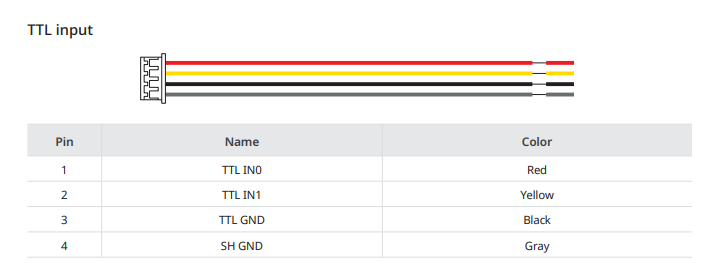 TTL input
Pin Name Color
1 TTL IN0 Red
2 TTL IN1 Yellow
3 TTL GND Black
4 SH GND Gray